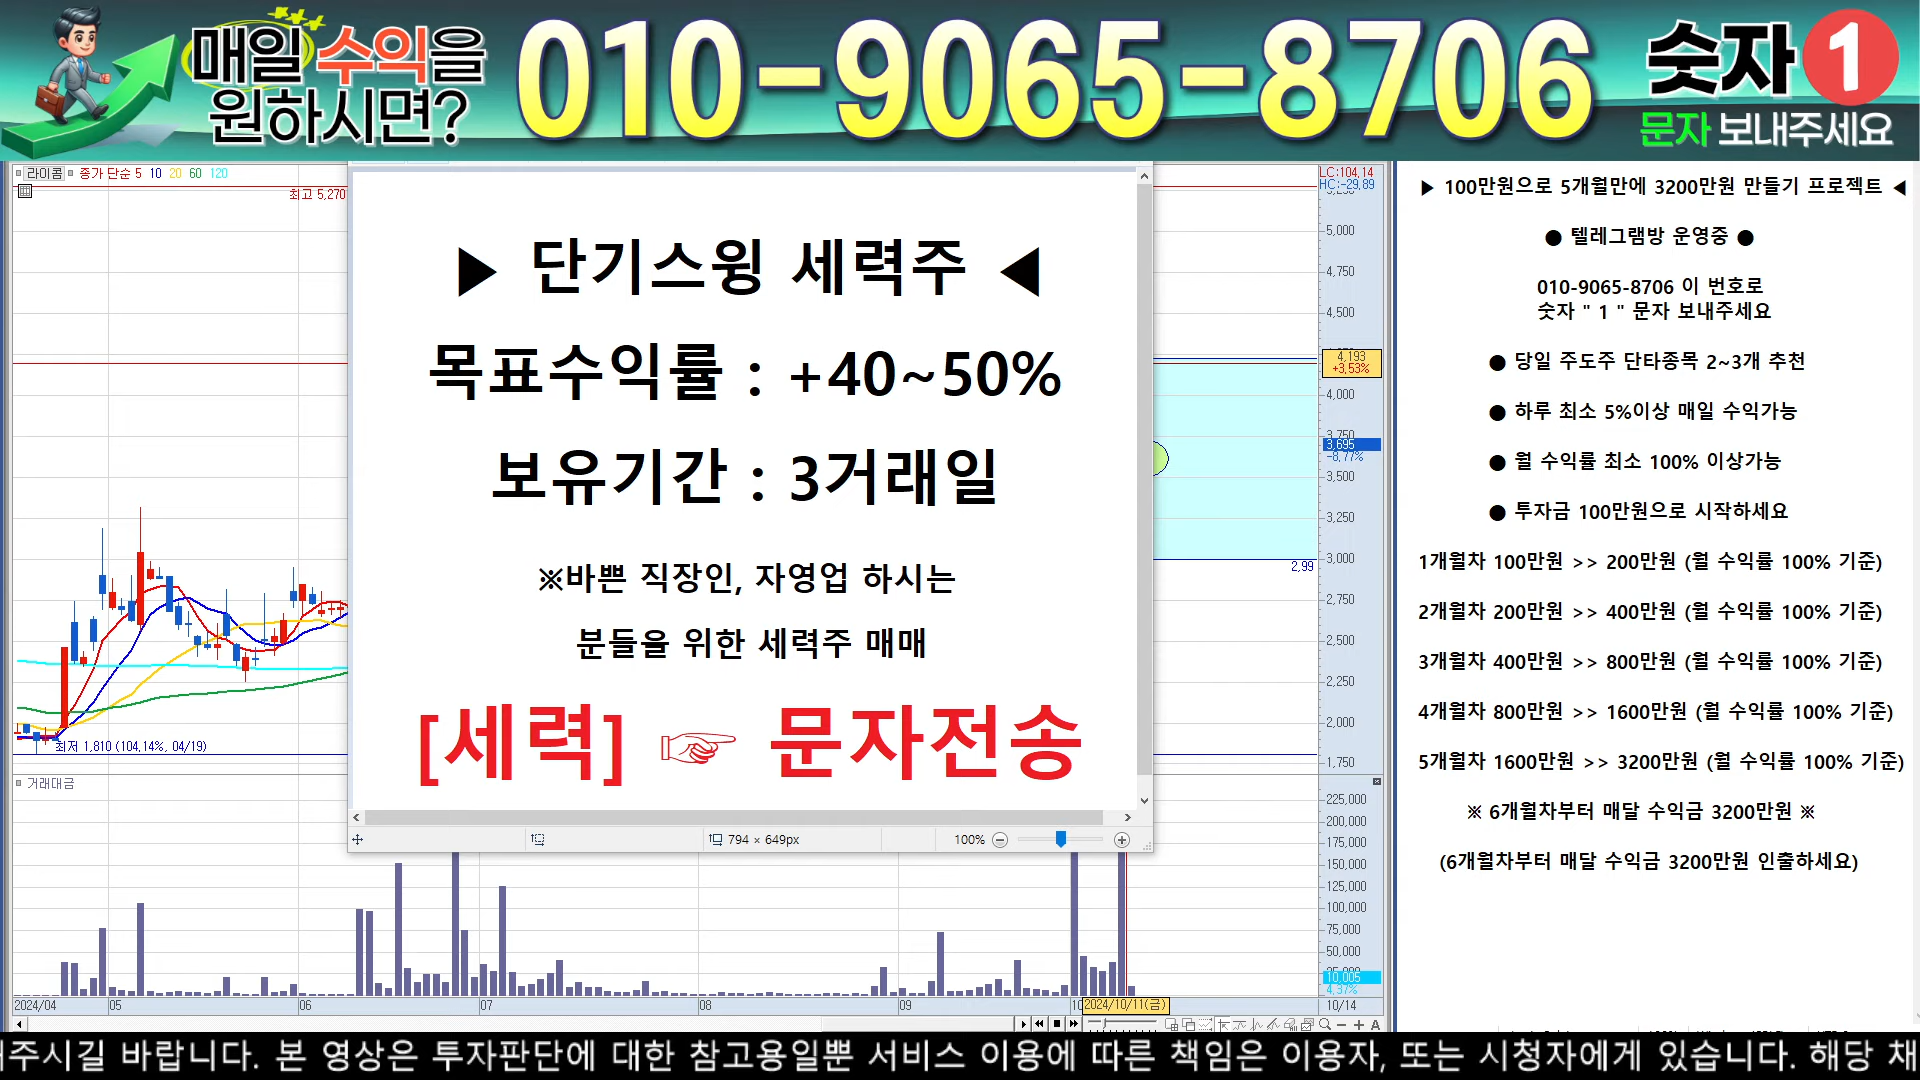 매일 수익을
원하시면?
010-9065-8706
숫자 1
문자 보내주세요
라이콤 종가 단순 5 10 20 60 120
최고 5,270
LC:104,14
HC:-29,89
5,000
4,750
4,500
4,193
+3,53%
4,000
3,750
3,695
-8,77%
3,500
3,250
3,000
2,99
2,750
2,500
2,250
2,000
1,750
최저 1,810 (104,14%, 04/19)
▶ 단기스윙 세력주 ◀
목표수익률 : +40~50%
보유기간 : 3거래일
※바쁜 직장인, 자영업 하시는
분들을 위한 세력주 매매
[세력] ☞ 문자전송
794 × 649px
100%
거래대금
225,000
200,000
175,000
150,000
125,000
100,000
75,000
50,000
10,005
4,37%
2024/04 05 06 07 08 09 10 2024/10/11(금) 10/14
▶ 100만원으로 5개월만에 3200만원 만들기 프로젝트 ◀
● 텔레그램방 운영중 ●
010-9065-8706 이 번호로
숫자 " 1 " 문자 보내주세요
● 당일 주도주 단타종목 2~3개 추천
● 하루 최소 5%이상 매일 수익가능
● 월 수익률 최소 100% 이상가능
● 투자금 100만원으로 시작하세요
1개월차 100만원 >> 200만원 (월 수익률 100% 기준)
2개월차 200만원 >> 400만원 (월 수익률 100% 기준)
3개월차 400만원 >> 800만원 (월 수익률 100% 기준)
4개월차 800만원 >> 1600만원 (월 수익률 100% 기준)
5개월차 1600만원 >> 3200만원 (월 수익률 100% 기준)
※ 6개월차부터 매달 수익금 3200만원 ※
(6개월차부터 매달 수익금 3200만원 인출하세요)
주시길 바랍니다. 본 영상은 투자판단에 대한 참고용일뿐 서비스 이용에 따른 책임은 이용자, 또는 시청자에게 있습니다. 해당 채